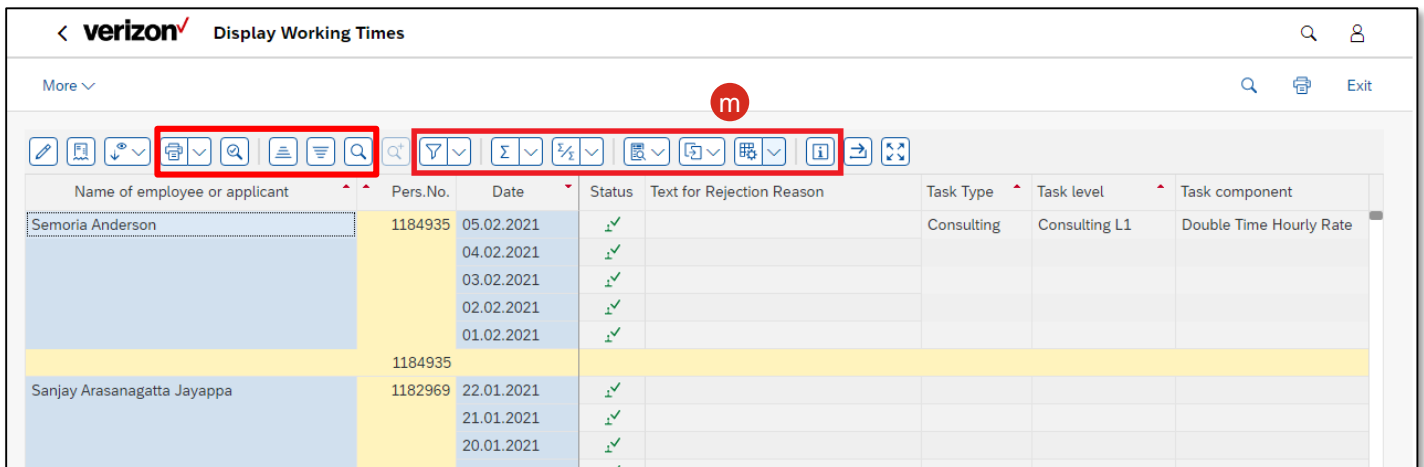 verizon Display Working Times
More Exit
m
Name of employee or applicant Pers.No. Date Status Text for Rejection Reason Task Type Task level Task component
Semoria Anderson 1184935 05.02.2021 Consulting Consulting L1 Double Time Hourly Rate
04.02.2021
03.02.2021
02.02.2021
01.02.2021
1184935
Sanjay Arasanagatta Jayappa 1182969 22.01.2021
21.01.2021
20.01.2021